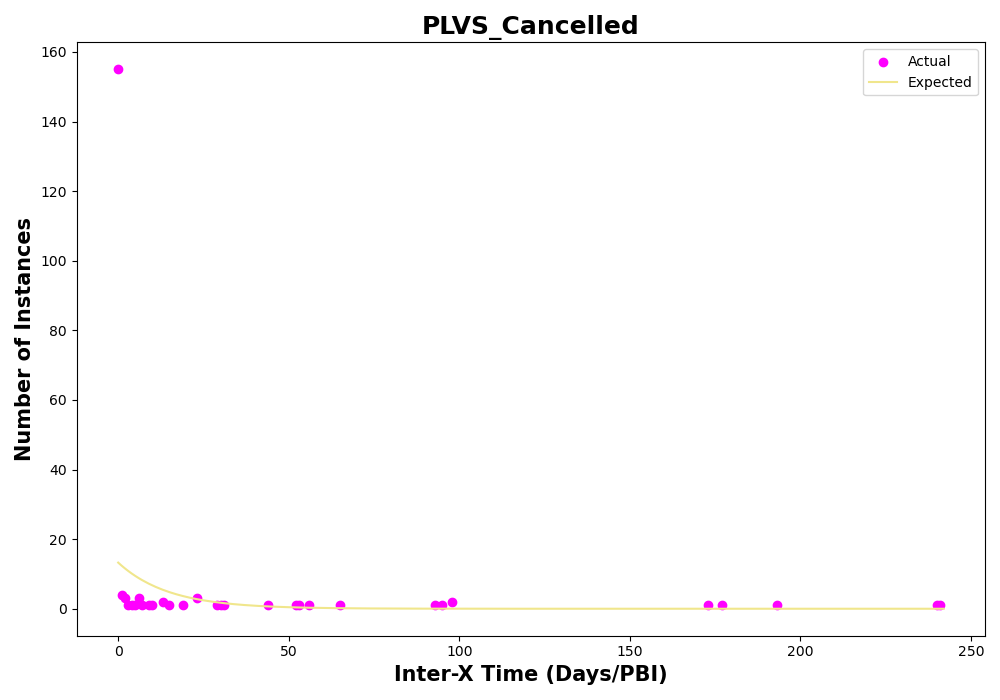 PLVS_Cancelled
Actual
Expected
Number of Instances
160
140
120
100
80
60
40
20
0
0 50 100 150 200 250
Inter-X Time (Days/PBI)